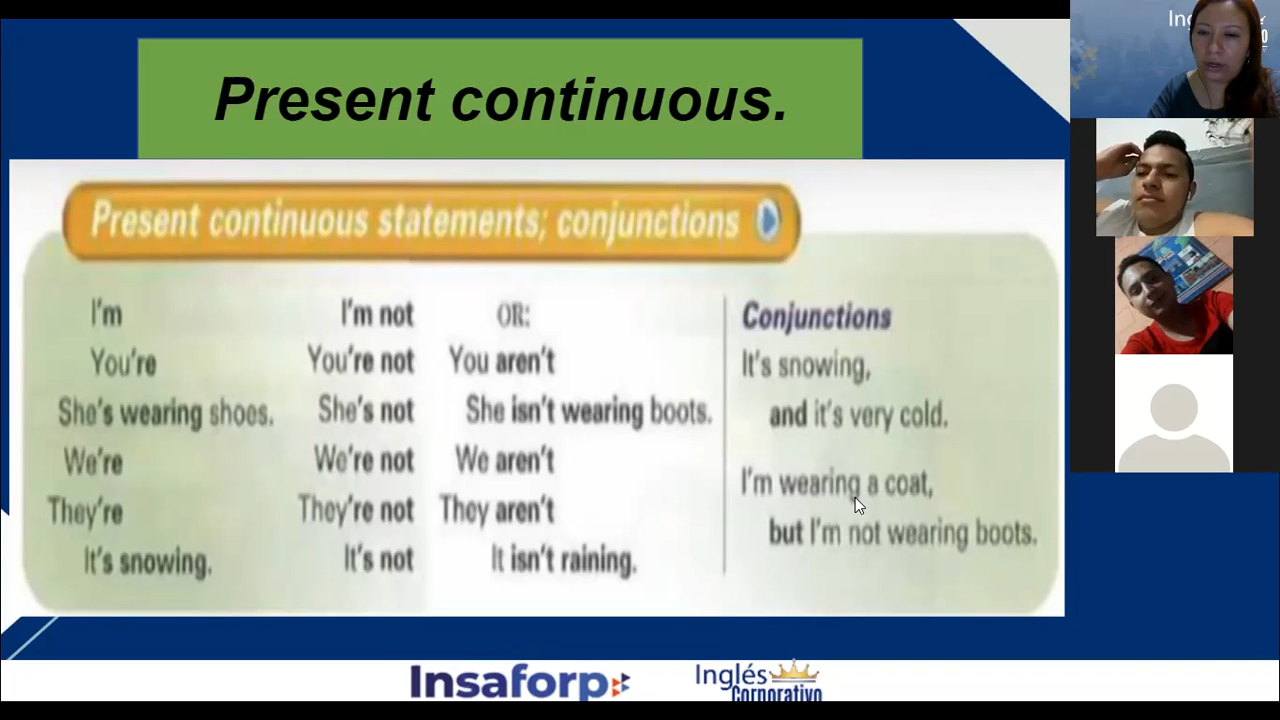 Present continuous.
Present continuous statements; conjunctions
I'm I'm not OR: Conjunctions
You're You're not You aren't It's snowing,
She's wearing shoes. She's not She isn't wearing boots. and it's very cold.
We're We're not We aren't I'm wearing a coat,
They're They're not They aren't but I'm not wearing boots.
It's snowing. It's not It isn't raining.
Insaforp
Inglés
Corporativo